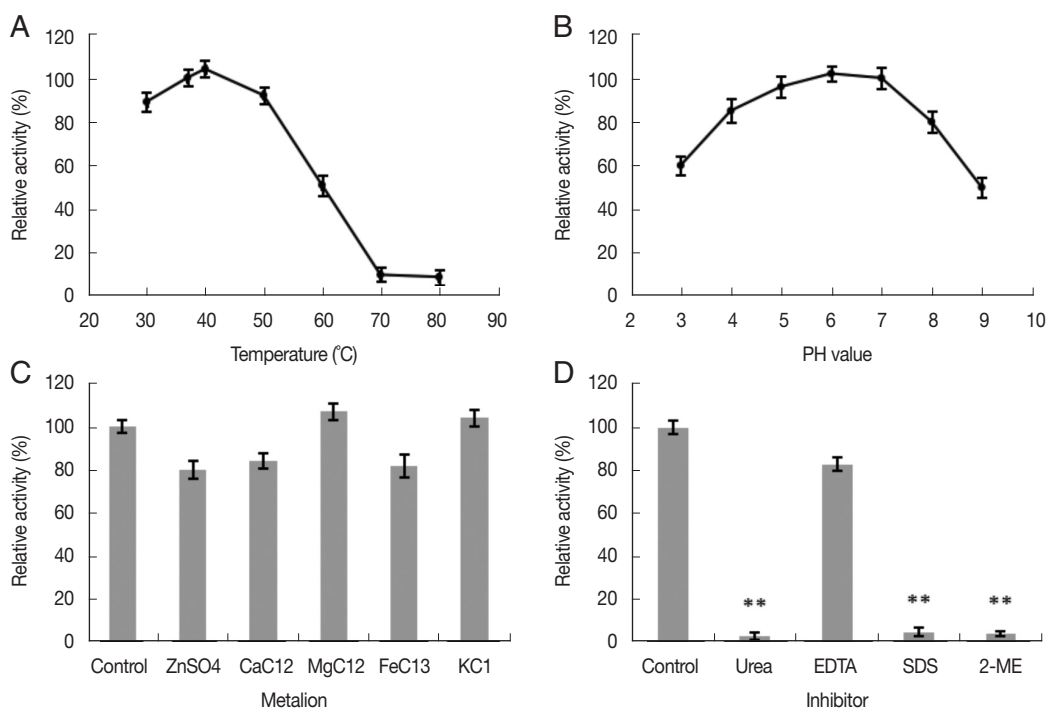 A
120
100
80
60
40
20
0
Relative activity (%)
20 30 40 50 60 70 80 90
Temperature (℃)
B
120
100
80
60
40
20
0
Relative activity (%)
2 3 4 5 6 7 8 9 10
PH value
C
120
100
80
60
40
20
0
Relative activity (%)
Control ZnSO4 CaC12 MgC12 FeC13 KC1
Metalion
D
120
100
80
60
40
20
0
Relative activity (%)
** ** **
Control Urea EDTA SDS 2-ME
Inhibitor